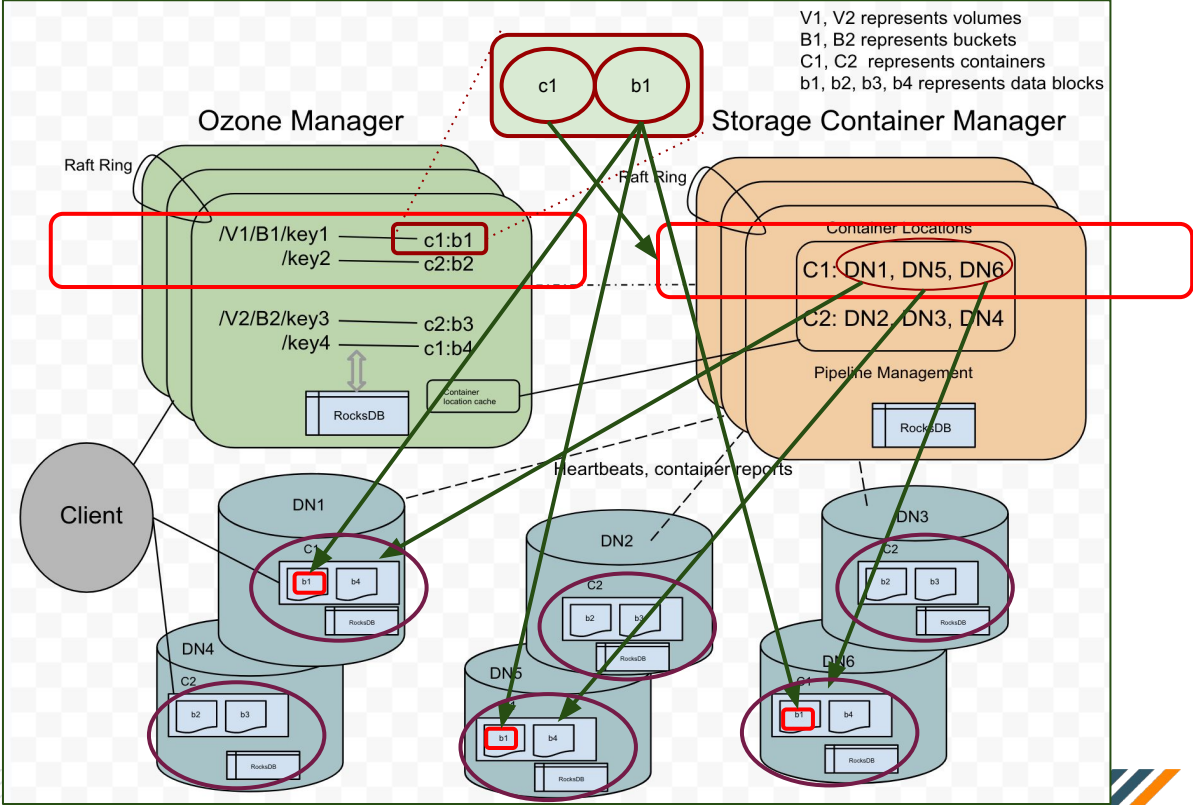 V1, V2 represents volumes
B1, B2 represents buckets
C1, C2 represents containers
b1, b2, b3, b4 represents data blocks
c1
b1
Ozone Manager
Storage Container Manager
Raft Ring
Raft Ring
/V1/B1/key1
c1:b1
/key2
c2:b2
/V2/B2/key3
c2:b3
/key4
c1:b4
Container
location cache
RocksDB
Container Locations
C1: DN1, DN5, DN6
C2: DN2, DN3, DN4
Pipeline Management
RocksDB
Heartbeats, container reports
Client
DN1
C1
b1
b4
RocksDB
DN2
C2
b2
b3
RocksDB
DN3
C2
b2
b3
RocksDB
DN4
C2
b2
b3
RocksDB
DN5
b1
b4
RocksDB
DN6
C1
b1
b4
RocksDB